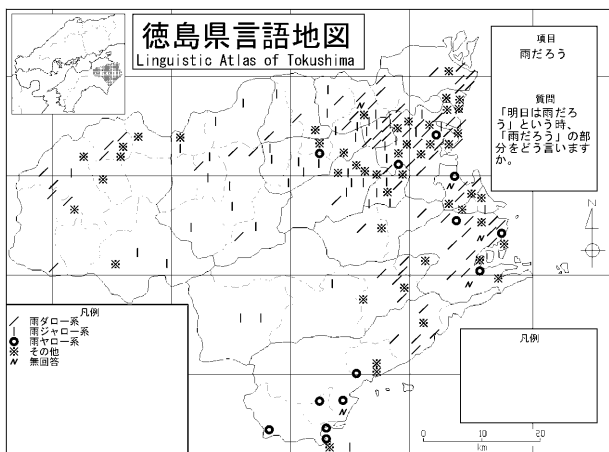 徳島県言語地図
Linguistic Atlas of Tokushima
項目
雨だろう
質問
「明日は雨だろ
う」という時、
「雨だろう」の部
分をどう言います
か。
N
凡例
雨ダロー系
雨ジャロー系
雨ヤロー系
その他
無回答
凡例
0 10 20
km